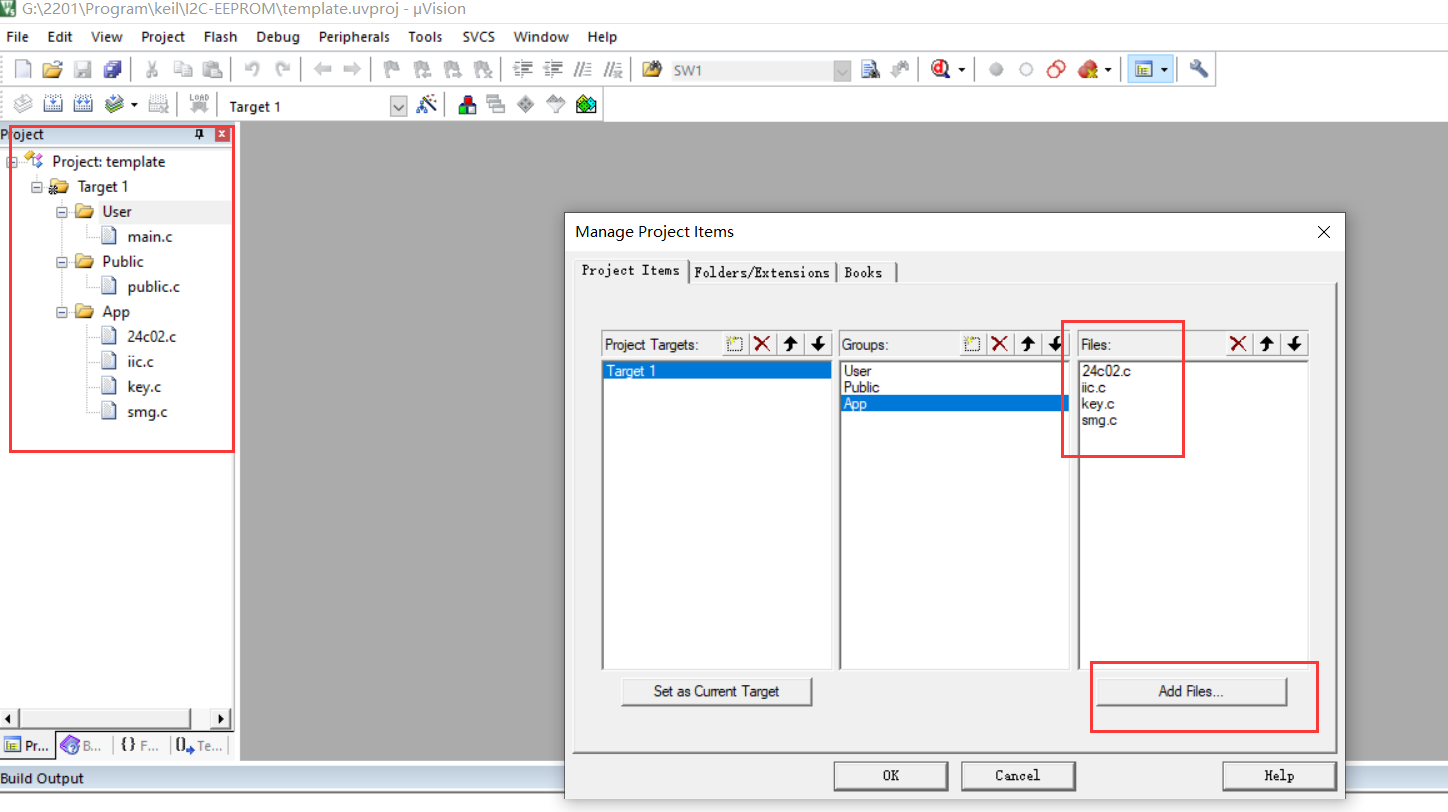 G:\2201\Program\keil\I2C-EEPROM\template.uvproj - µVision
File Edit View Project Flash Debug Peripherals Tools SVCS Window Help
SW1
LOAD
Target 1
Project
Project: template
Target 1
User
main.c
Public
public.c
App
24c02.c
iic.c
key.c
smg.c
Pr... B... {} F... Te...
Build Output
Manage Project Items
Project Items Folders/Extensions Books
Project Targets:
Target 1
Set as Current Target
Groups:
User
Public
App
Files:
24c02.c
iic.c
key.c
smg.c
Add Files...
OK Cancel Help